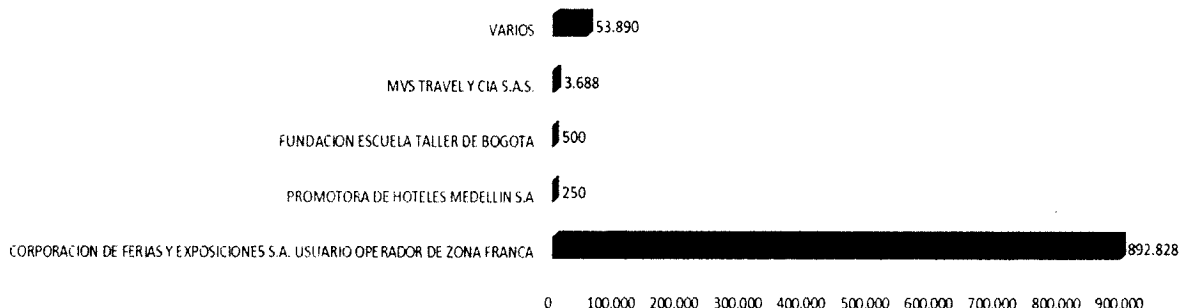 VARIOS 53.890
MVS TRAVEL Y CIA S.A.S. 3.688
FUNDACION ESCUELA TALLER DE BOGOTA 500
PROMOTORA DE HOTELES MEDELLIN S.A 250
CORPORACION DE FERIAS Y EXPOSICIONES S.A. USUARIO OPERADOR DE ZONA FRANCA 892.828
0 100.000 200.000 300.000 400.000 500.000 600.000 700.000 800.000 900.000